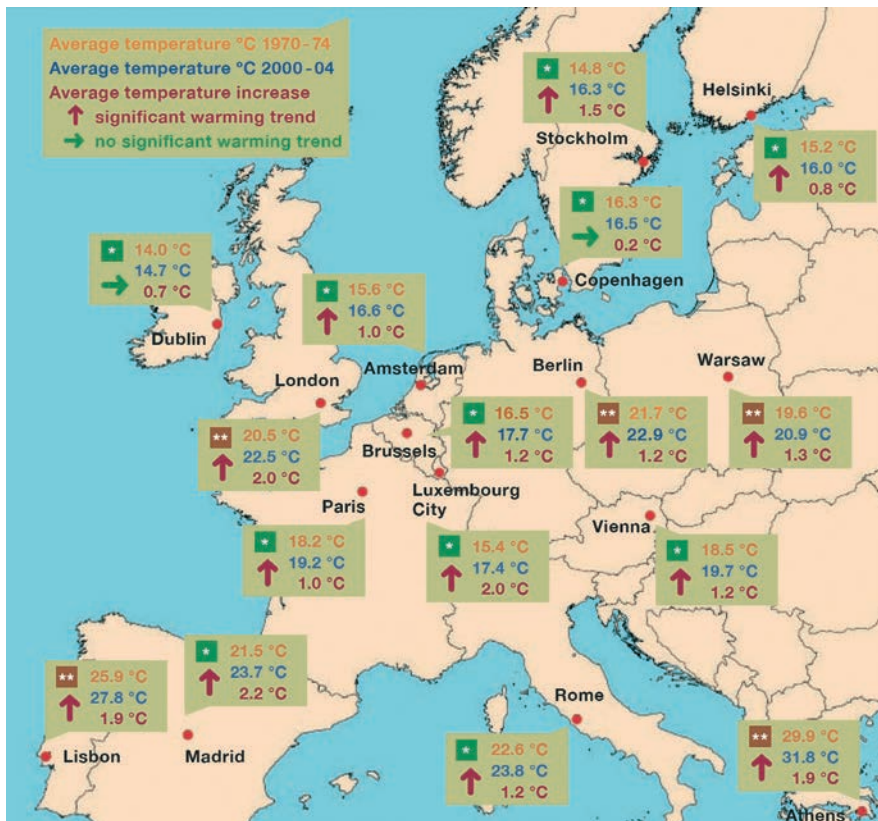 Average temperature °C 1970-74
Average temperature °C 2000-04
Average temperature increase
↑ significant warming trend
→ no significant warming trend
* 14.8 °C
↑ 16.3 °C
1.5 °C
Stockholm
Helsinki
* 15.2 °C
↑ 16.0 °C
0.8 °C
* 16.3 °C
→ 16.5 °C
0.2 °C
Copenhagen
* 14.0 °C
→ 14.7 °C
0.7 °C
Dublin
* 15.6 °C
↑ 16.6 °C
1.0 °C
Amsterdam
London
** 20.5 °C
↑ 22.5 °C
2.0 °C
Brussels
* 16.5 °C
↑ 17.7 °C
1.2 °C
Berlin
** 21.7 °C
↑ 22.9 °C
1.2 °C
Warsaw
** 19.6 °C
↑ 20.9 °C
1.3 °C
Paris
* 18.2 °C
↑ 19.2 °C
1.0 °C
Luxembourg
City
* 15.4 °C
↑ 17.4 °C
2.0 °C
Vienna
* 18.5 °C
↑ 19.7 °C
1.2 °C
** 25.9 °C
↑ 27.8 °C
1.9 °C
Lisbon
* 21.5 °C
↑ 23.7 °C
2.2 °C
Madrid
Rome
* 22.6 °C
↑ 23.8 °C
1.2 °C
** 29.9 °C
↑ 31.8 °C
1.9 °C
Athens